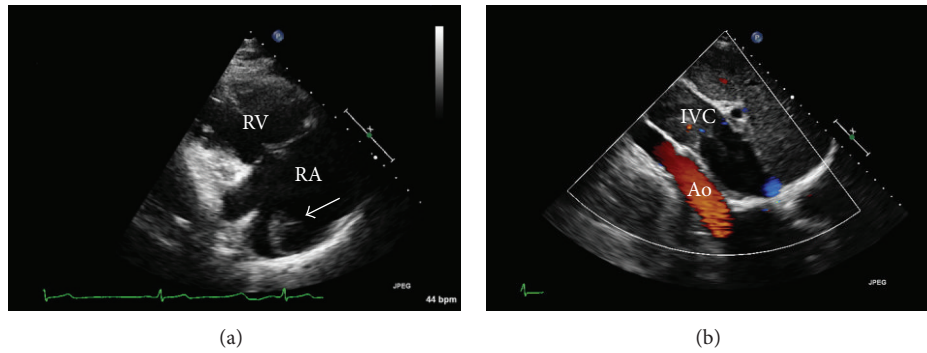 RV
RA
JPEG
44 bpm
(a)
P
IVC
Ao
JPEG
(b)